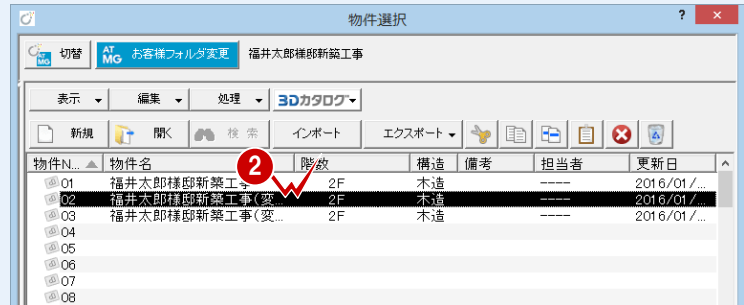 物件選択 ? ×
AT MG 切替 AT MG お客様フォルダ変更 福井太郎様邸新築工事
表示 編集 処理 3Dカタログ
新規 開く 検索 インポート エクスポート
物件N... 物件名 階数 構造 備考 担当者 更新日
2
01 福井太郎様邸新築工事 2F 木造 ---- 2016/01/...
02 福井太郎様邸新築工事(変... 2F 木造 ---- 2016/01/...
03 福井太郎様邸新築工事(変... 2F 木造 ---- 2016/01/...
04
05
06
07
08